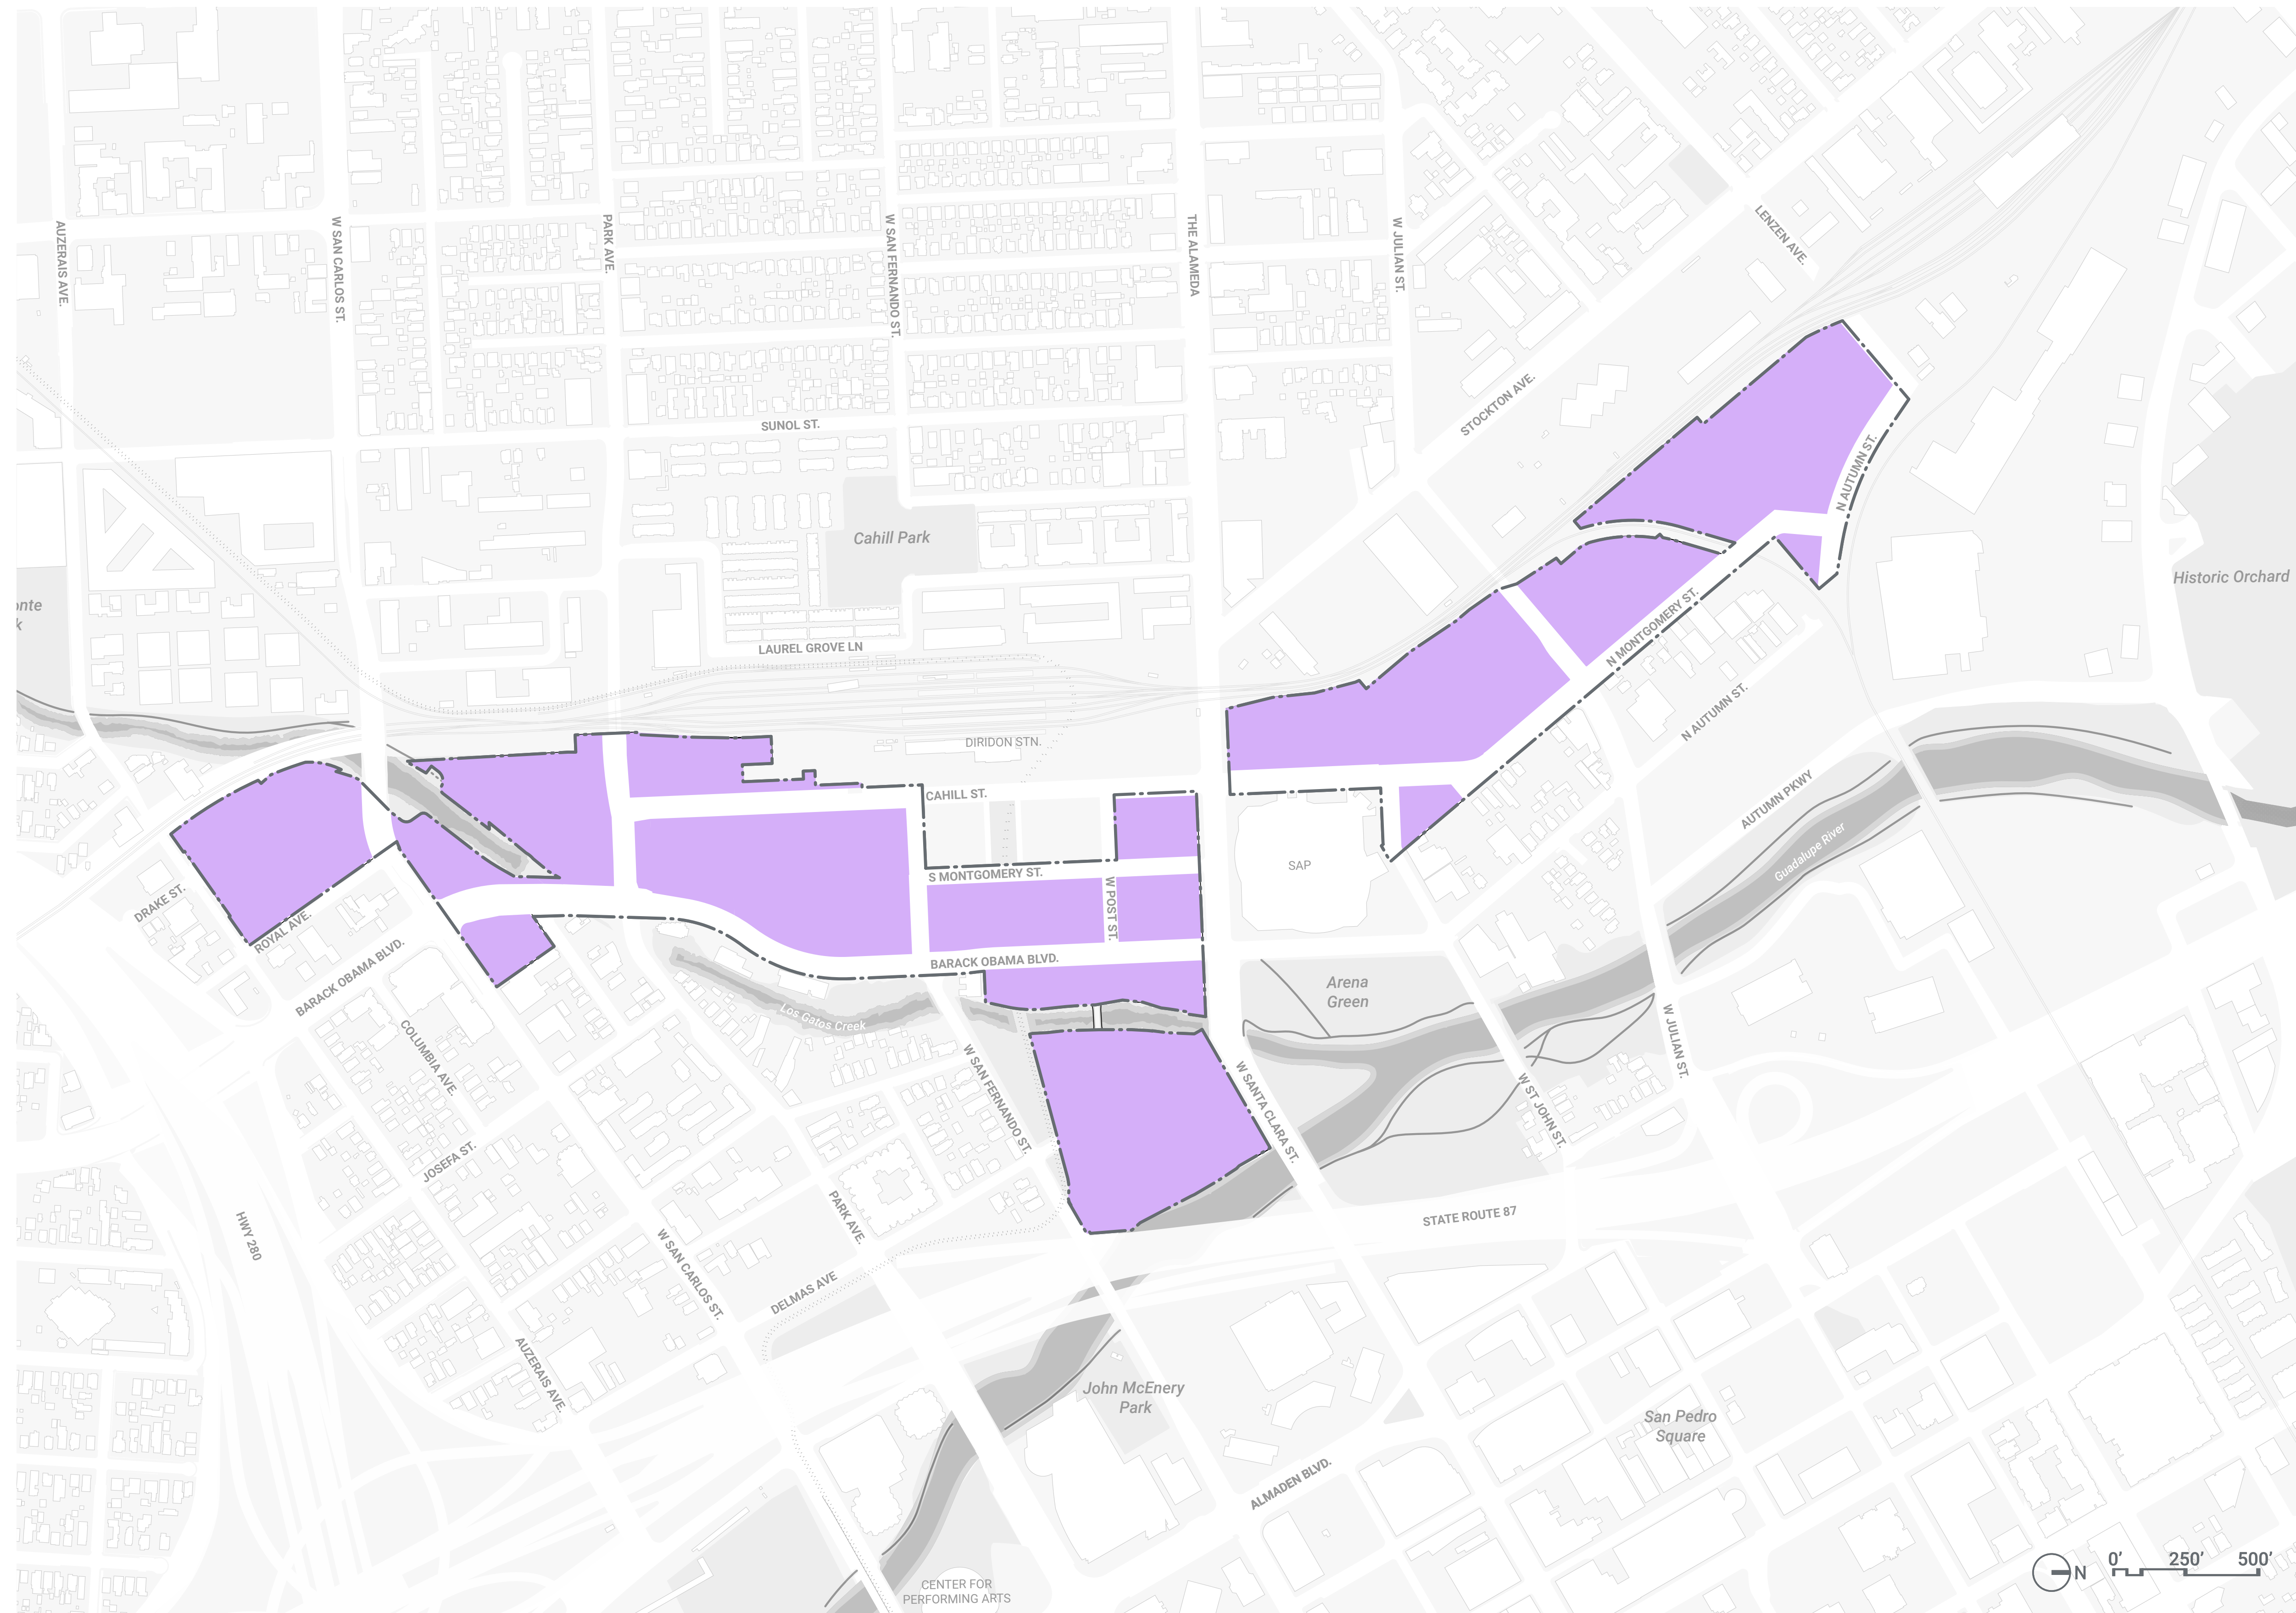 LENZEN AVE.
AUZERAIS AVE.
W SAN CARLOS ST.
PARK AVE.
W SAN FERNANDO ST.
THE ALAMEDA
W JULIAN ST.
STOCKTON AVE.
SUNOL ST.
N AUTUMN ST.
Cahill Park
Historic Orchard
onte
k
LAUREL GROVE LN
N MONTGOMERY ST.
N AUTUMN ST.
DIRIDON STN.
CAHILL ST.
AUTUMN PKWY
Guadalupe River
SAP
S MONTGOMERY ST.
W POST ST.
DRAKE ST.
ROYAL AVE.
BARACK OBAMA BLVD.
BARACK OBAMA BLVD.
Arena
Green
Los Gatos Creek
COLUMBIA AVE.
W SAN FERNANDO ST.
W SANTA CLARA ST.
W ST JOHN ST.
W JULIAN ST.
JOSEFA ST.
HWY 280
PARK AVE.
STATE ROUTE 87
W SAN CARLOS ST.
DELMAS AVE
AUZERAIS AVE.
John McEnery
Park
San Pedro
Square
ALMADEN BLVD.
CENTER FOR
PERFORMING ARTS
N
0' 250' 500'